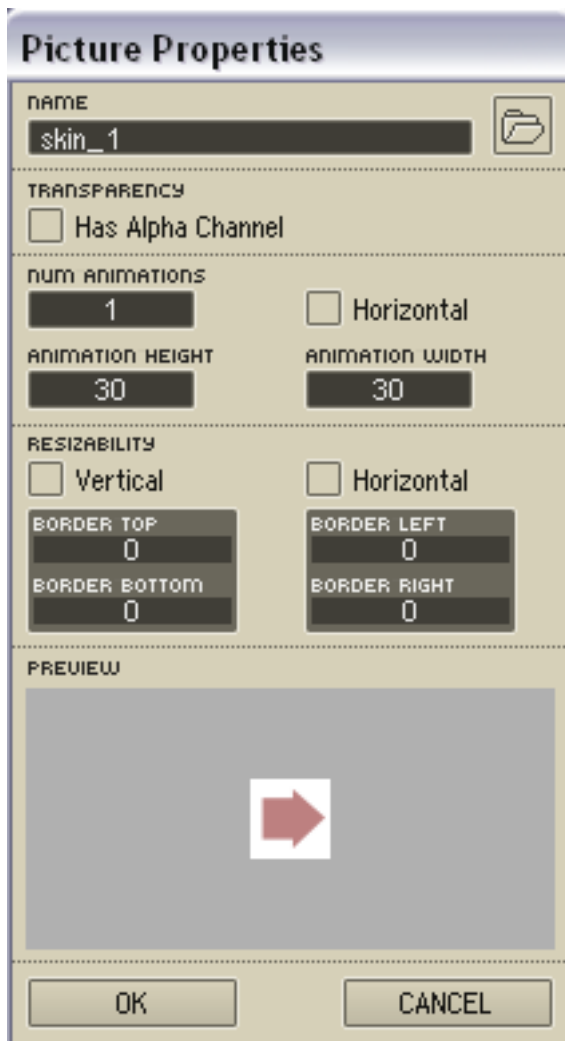 Picture Properties
NAME
skin_1
TRANSPARENCY
Has Alpha Channel
NUM ANIMATIONS
1
Horizontal
ANIMATION HEIGHT ANIMATION WIDTH
30 30
RESIZABILITY
Vertical Horizontal
BORDER TOP BORDER LEFT
0 0
BORDER BOTTOM BORDER RIGHT
0 0
PREVIEW
OK CANCEL